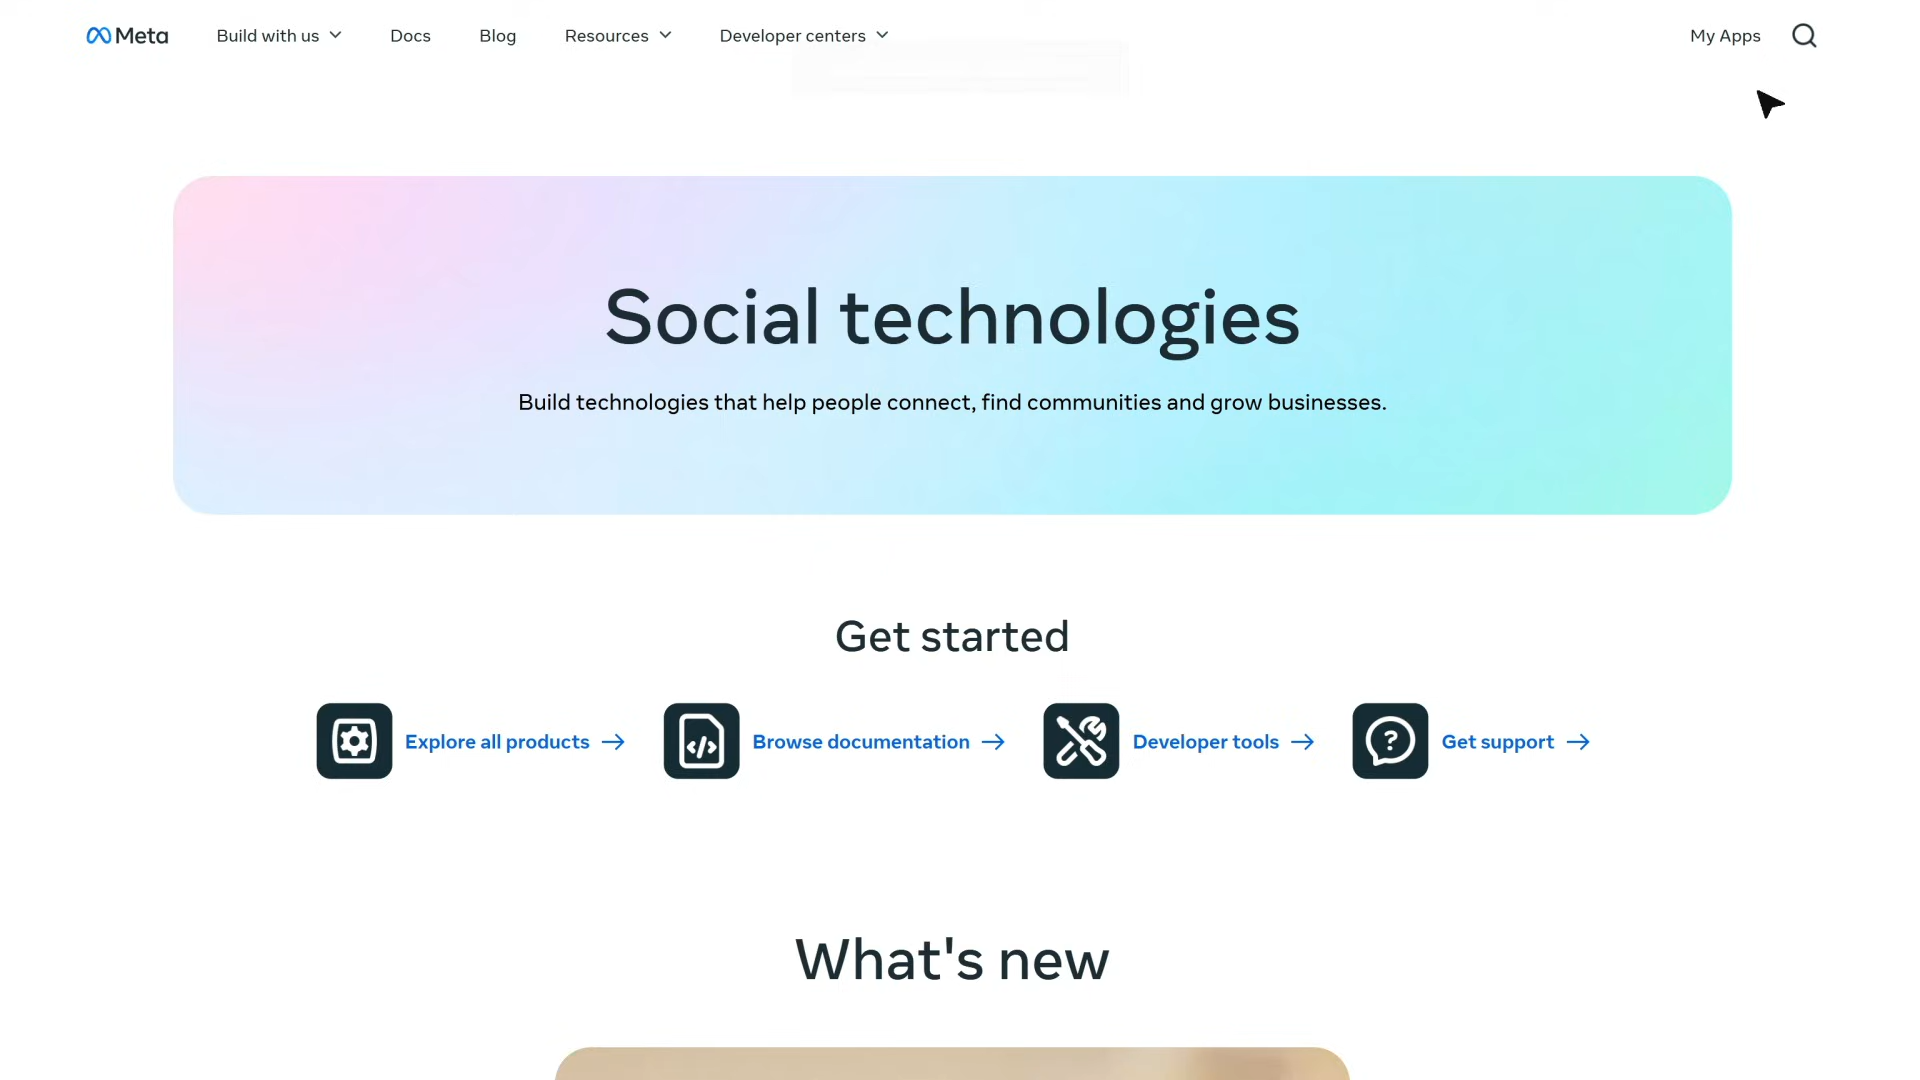 Meta Build with us Docs Blog Resources Developer centers My Apps
Social technologies
Build technologies that help people connect, find communities and grow businesses.
Get started
Explore all products Browse documentation Developer tools Get support
What's new